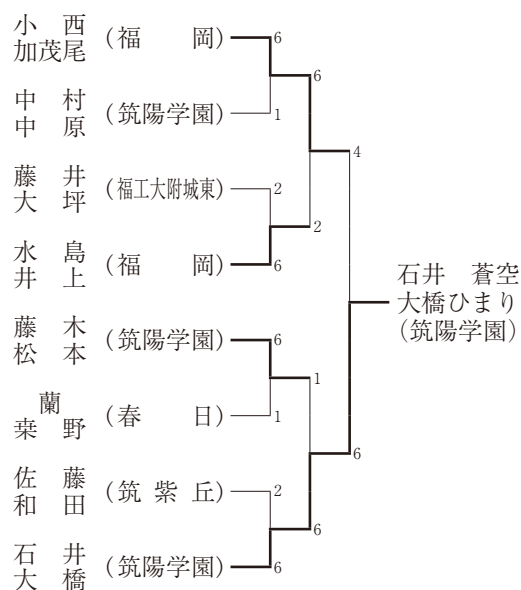 小 西
加茂尾
(福 岡)
6
中 村
中 原
(筑陽学園)
1
6
藤 井
大 坪
(福工大附城東)
2
水 島
井 上
(福 岡)
6
2
4
藤 木
松 本
(筑陽学園)
6
蘭
桒 野
(春 日)
1
1
佐 藤
和 田
(筑 紫 丘)
2
石 井
大 橋
(筑陽学園)
6
6
6
石井 蒼空
大橋ひまり
(筑陽学園)